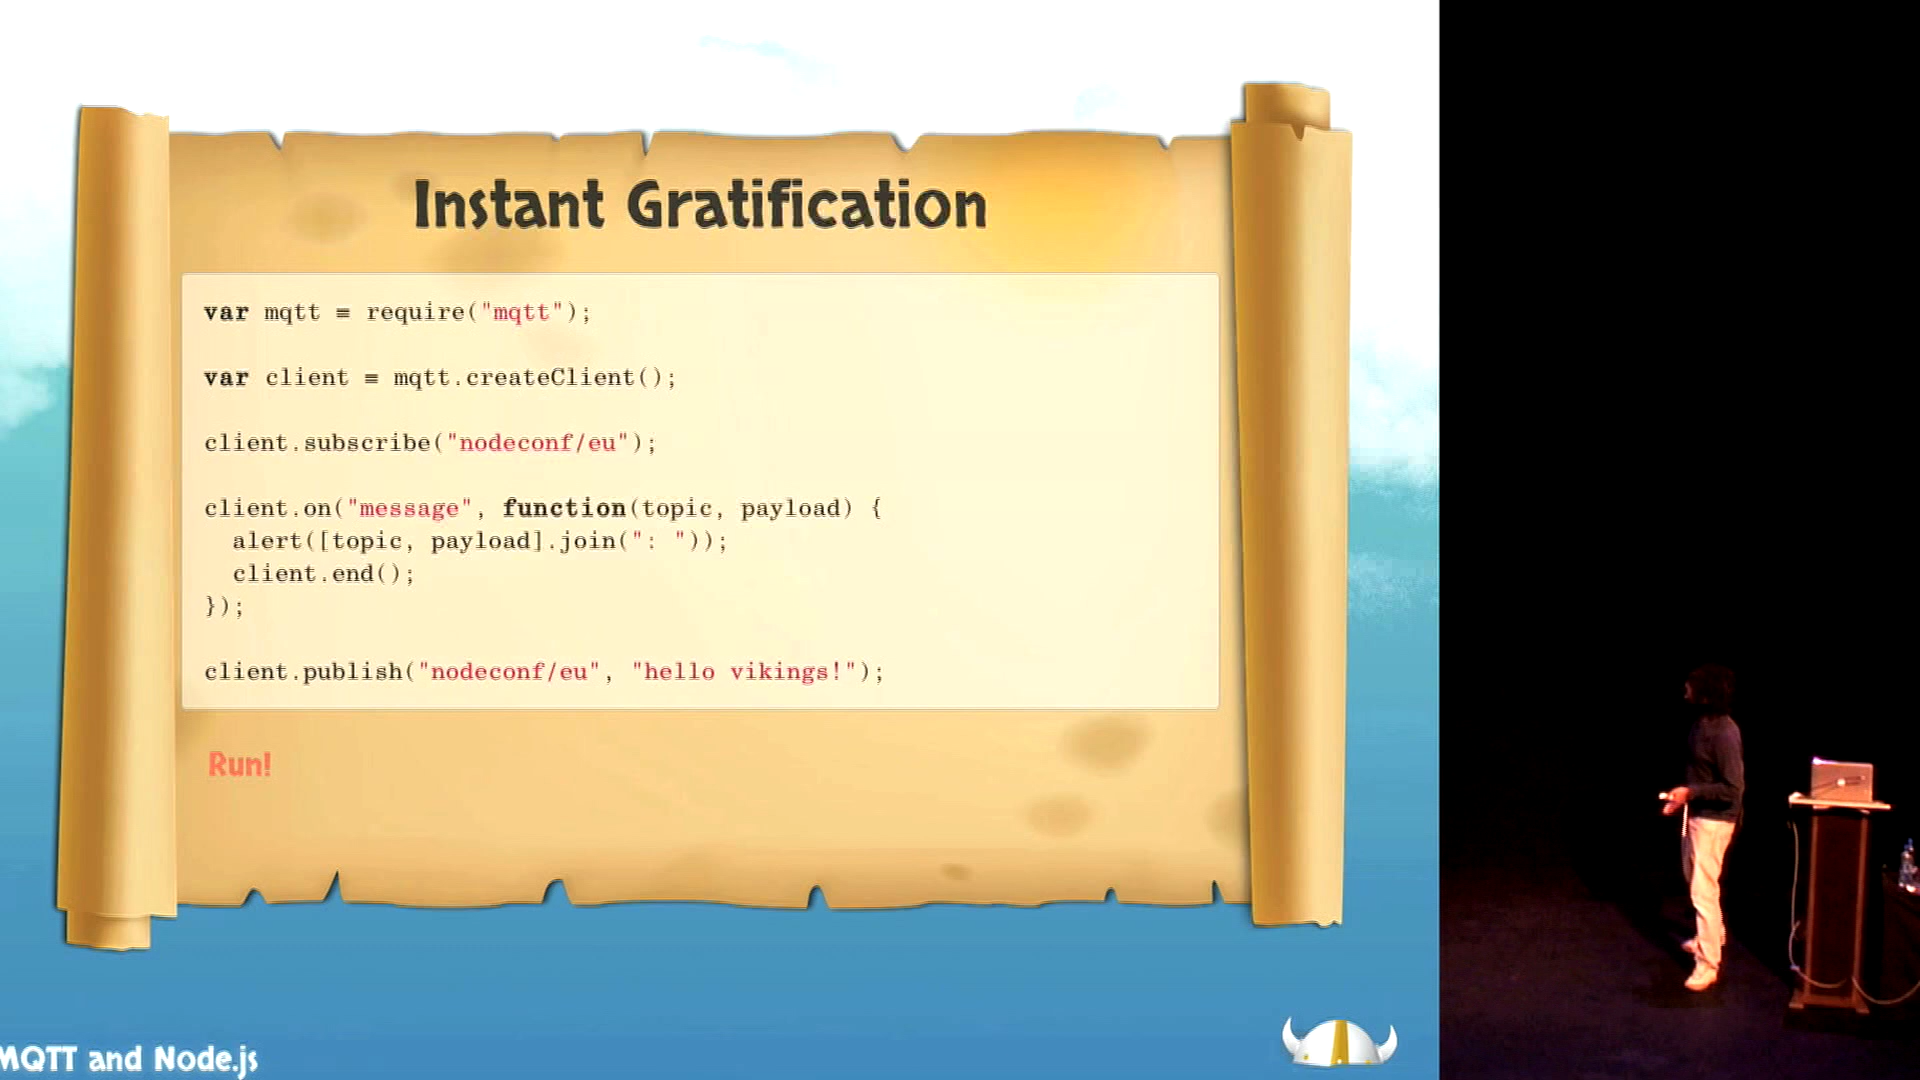 Instant Gratification
var mqtt = require("mqtt");
var client = mqtt.createClient();
client.subscribe("nodeconf/eu");
client.on("message", function(topic, payload) {
  alert([topic, payload].join(": "));
  client.end();
});
client.publish("nodeconf/eu", "hello vikings!");
Run!
MQTT and Node.js